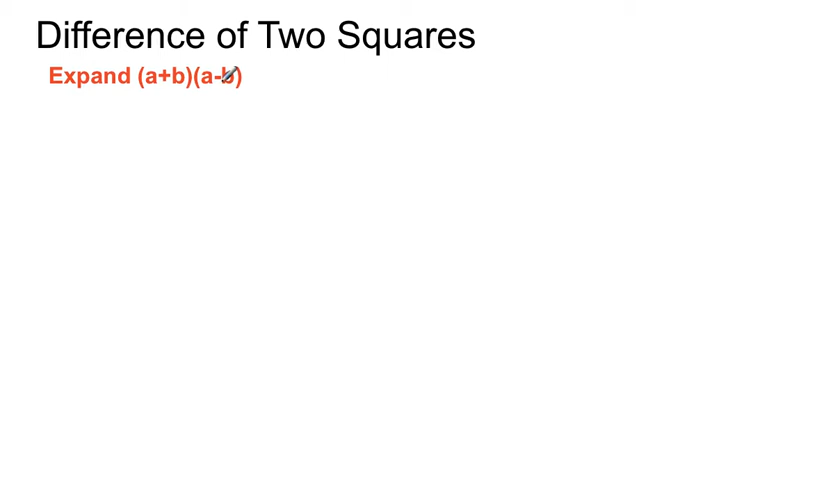 Difference of Two Squares
Expand (a+b)(a-b)